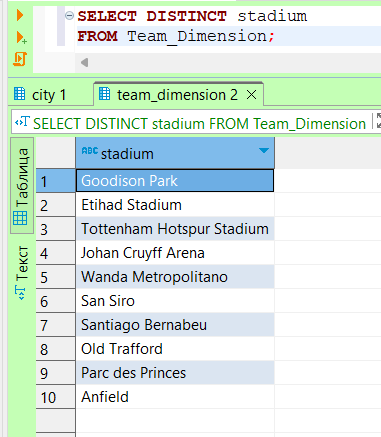 SELECT DISTINCT stadium
FROM Team_Dimension;
city 1
team_dimension 2
SELECT DISTINCT stadium FROM Team_Dimension
Таблица
Текст
ABC stadium
1 Goodison Park
2 Etihad Stadium
3 Tottenham Hotspur Stadium
4 Johan Cruyff Arena
5 Wanda Metropolitano
6 San Siro
7 Santiago Bernabeu
8 Old Trafford
9 Parc des Princes
10 Anfield